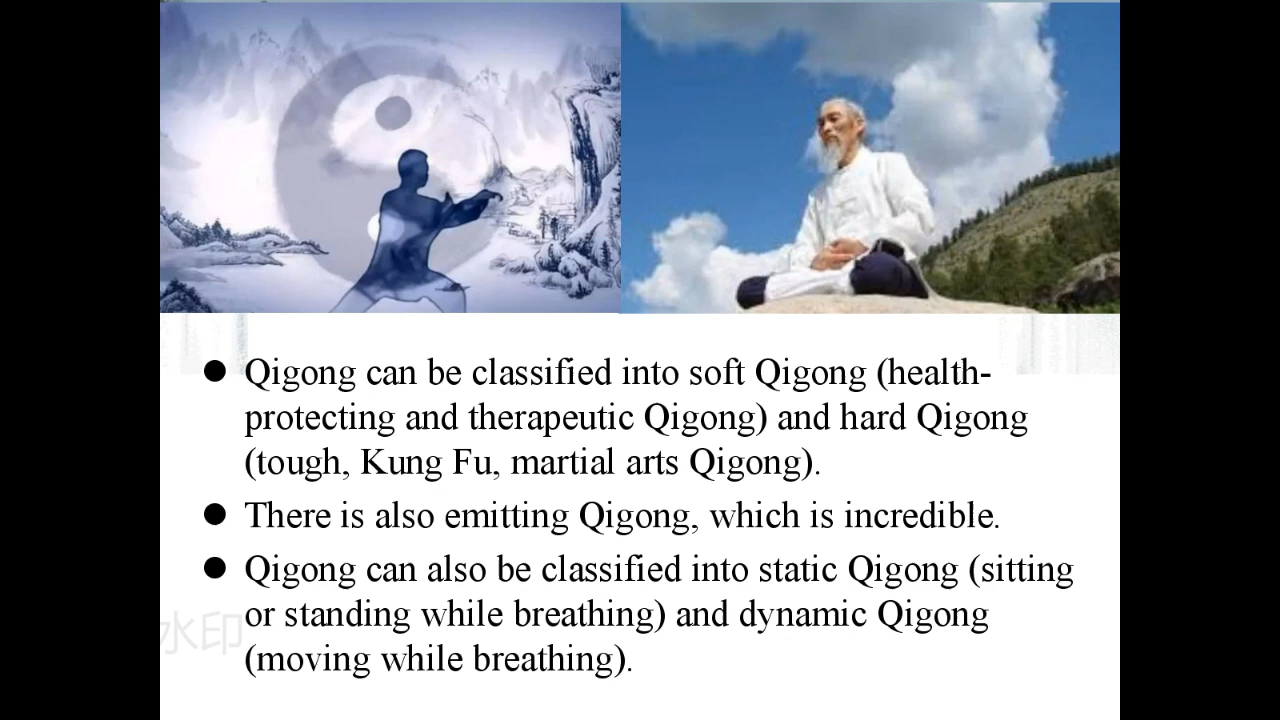 ● Qigong can be classified into soft Qigong (health-
protecting and therapeutic Qigong) and hard Qigong
(tough, Kung Fu, martial arts Qigong).
● There is also emitting Qigong, which is incredible.
● Qigong can also be classified into static Qigong (sitting
or standing while breathing) and dynamic Qigong
水印
(moving while breathing).